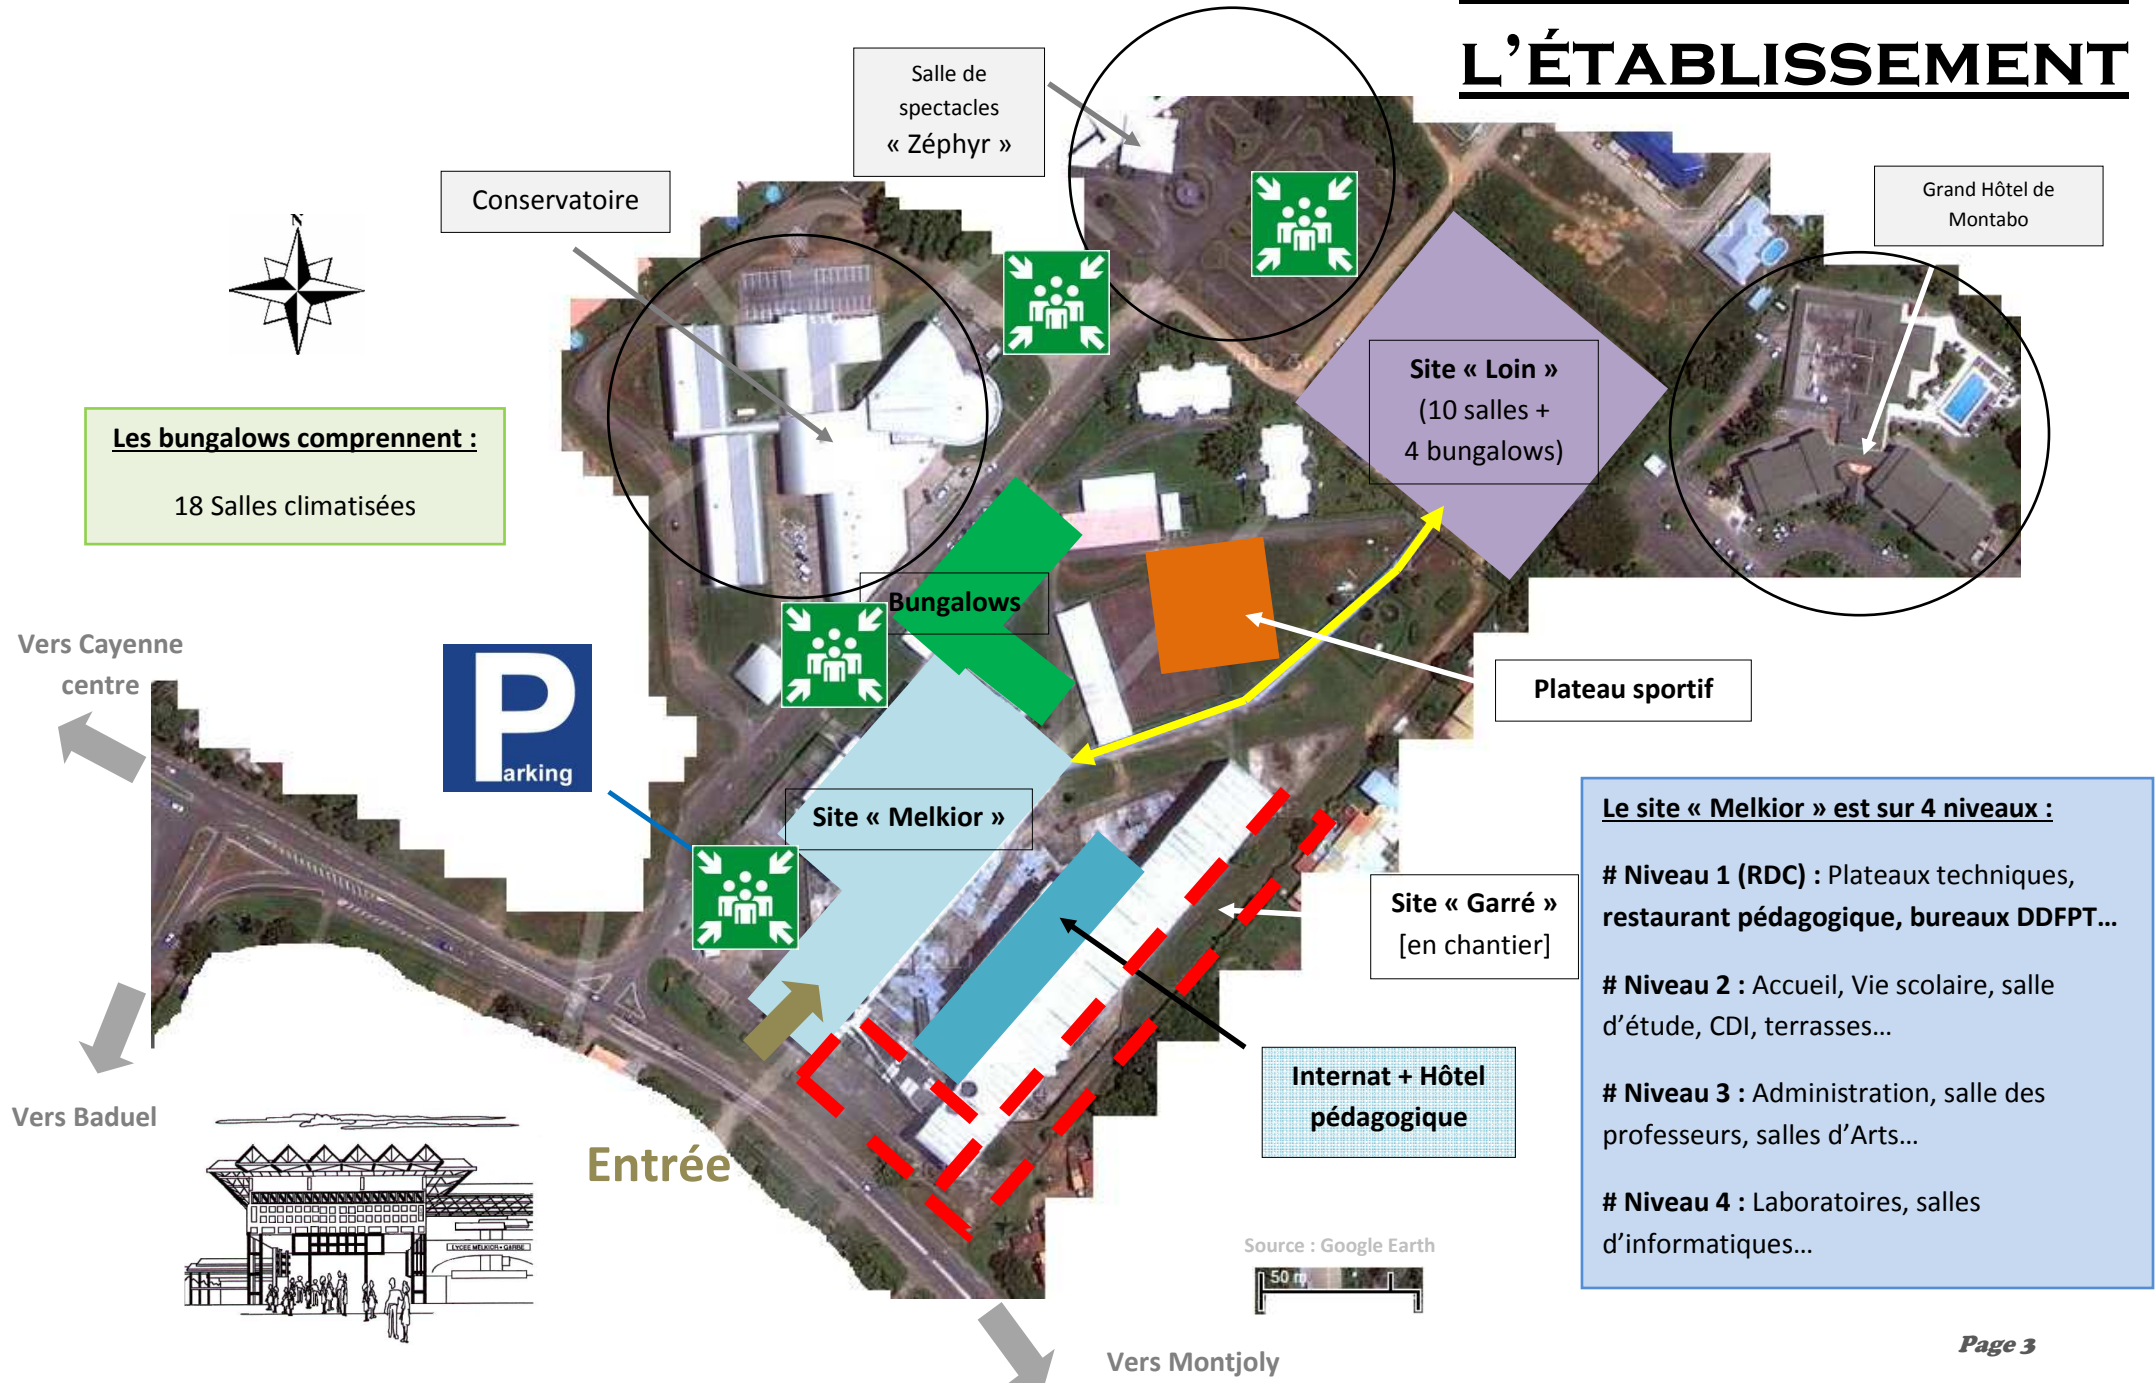 L'ÉTABLISSEMENT
Salle de
spectacles
« Zéphyr »
Conservatoire
Grand Hôtel de
Montabo
N
Site « Loin »
(10 salles +
4 bungalows)
Les bungalows comprennent :
18 Salles climatisées
Bungalows
Vers Cayenne
centre
Parking
Plateau sportif
Site « Melkior »
Le site « Melkior » est sur 4 niveaux :
# Niveau 1 (RDC) : Plateaux techniques,
restaurant pédagogique, bureaux DDFPT…
# Niveau 2 : Accueil, Vie scolaire, salle
d'étude, CDI, terrasses…
# Niveau 3 : Administration, salle des
professeurs, salles d'Arts…
# Niveau 4 : Laboratoires, salles
d'informatiques…
Site « Garré »
[en chantier]
Internat + Hôtel
pédagogique
Vers Baduel
Entrée
LYCEE MELKIOR - GARRE
Source : Google Earth
50 m
Vers Montjoly
Page 3